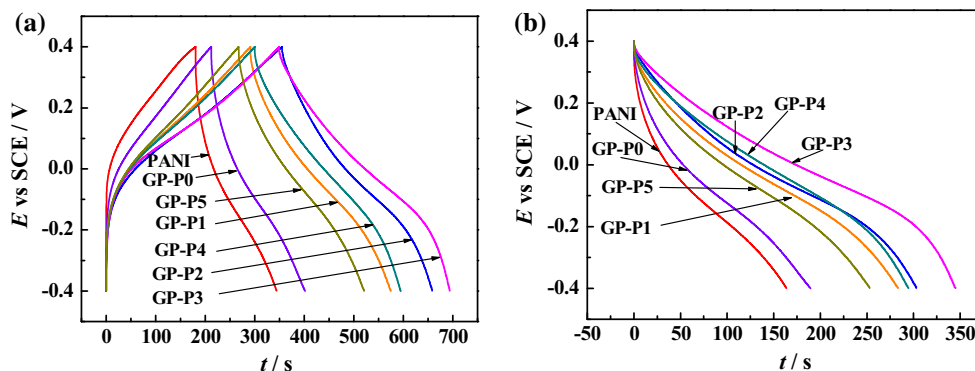 (a)
E vs SCE / V
0.4
0.2
0.0
-0.2
-0.4
PANI
GP-P0
GP-P5
GP-P1
GP-P4
GP-P2
GP-P3
0 100 200 300 400 500 600 700
t / s
(b)
E vs SCE / V
0.4
0.2
0.0
-0.2
-0.4
GP-P4
GP-P2
PANI
GP-P3
GP-P0
GP-P5
GP-P1
-50 0 50 100 150 200 250 300 350
t / s